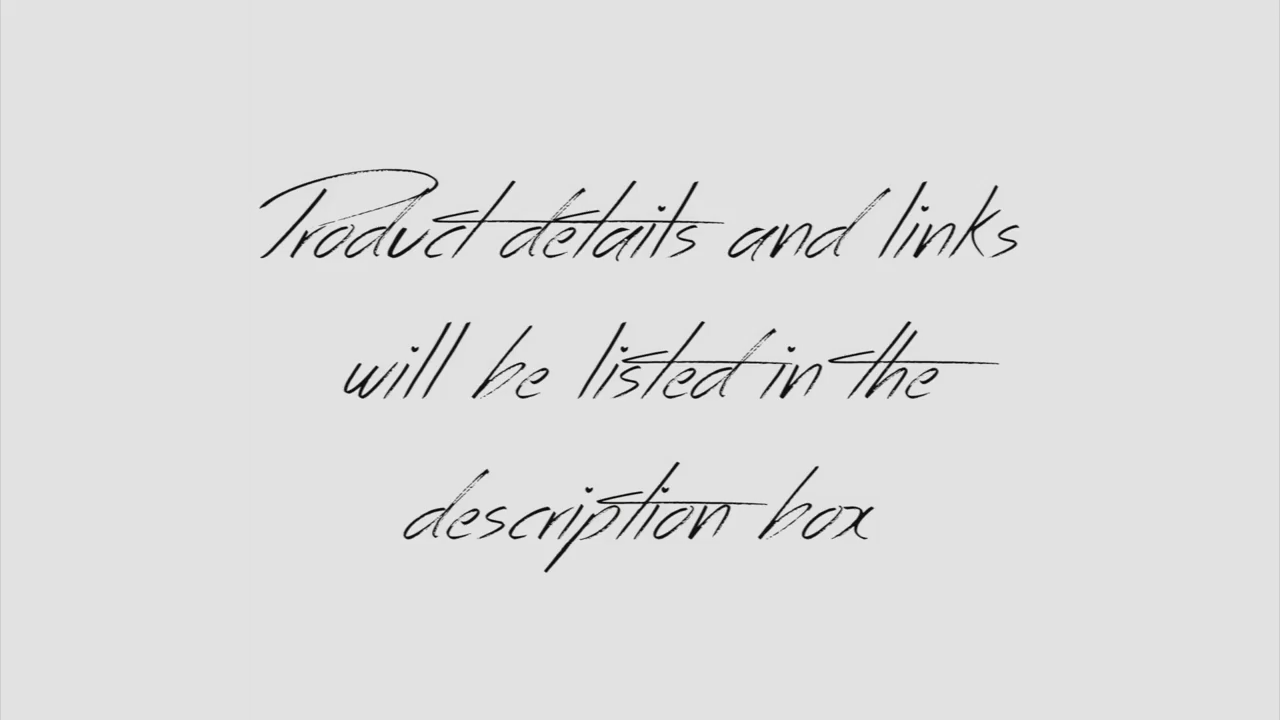 Product details and links
will be listed in the
description box